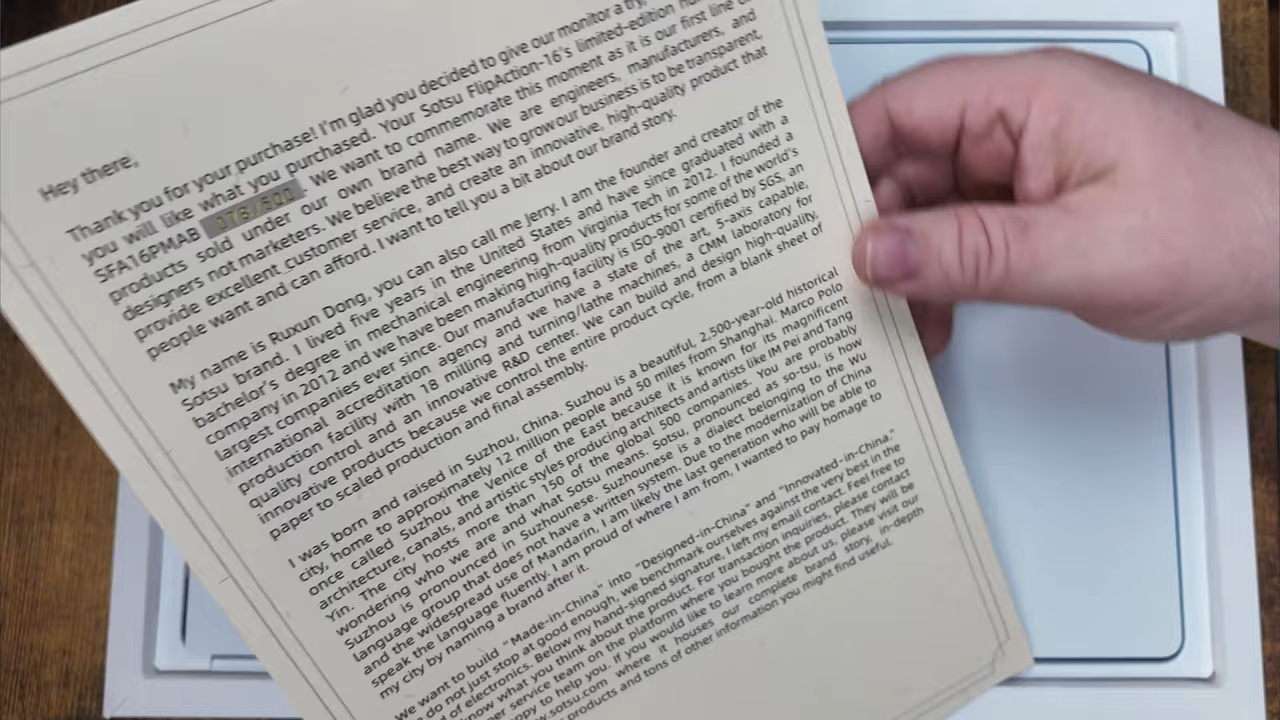 Hey there,
Thank you for your purchase! I'm glad you decided to give our monitor a try,
you will like what you purchased. Your Sotsu FlipAction-16's limited-edition
SFA16PMAB We want to commemorate this moment as it is our first line
products sold under our own brand name. We are engineers, manufacturers, and
designers not marketers. We believe the best way to grow our business is to be transparent,
provide excellent customer service, and create an innovative, high-quality product that
people want and can afford. I want to tell you a bit about our brand story.
My name is Ruxun Dong, you can also call me Jerry. I am the founder and creator of the
Sotsu brand. I lived five years in the United States and have since graduated with a
bachelor's degree in mechanical engineering from Virginia Tech in 2012. I founded a
company in 2012 and we have been making high-quality products for some of the world's
largest companies ever since. Our manufacturing facility is ISO-9001 certified by SGS, an
international accreditation agency and we have a state of the art, 5-axis capable,
production facility with 18 milling and turning/lathe machines, a CMM laboratory for
quality control and an innovative R&D center. We can build and design high-quality,
innovative products because we control the entire product cycle, from a blank sheet of
paper to scaled production and final assembly.
I was born and raised in Suzhou, China. Suzhou is a beautiful, 2,500-year-old historical
city, home to approximately 12 million people and 50 miles from Shanghai. Marco Polo
once called Suzhou the Venice of the East because it is known for its magnificent
architecture, canals, and artistic styles producing architects and artists like IM Pei and Tang
Yin. The city hosts more than 150 of the global 500 companies. You are probably
wondering who we are and what Sotsu means. Sotsu, pronounced as so-tsu, is how
Suzhou is pronounced in Suzhounese. Suzhounese is a dialect belonging to the Wu
language group that does not have a written system. Due to the modernization of China
and the widespread use of Mandarin, I am likely the last generation who will be able to
speak the language fluently, I am proud of where I am from, I wanted to pay homage to
my city by naming a brand after it.
We want to build "Made-in-China" into "Designed-in-China" and "Innovated-in-China."
do not just stop at good enough, we benchmark ourselves against the very best in the
of electronics. Below my hand-signed signature, I left my email contact. Feel free to
know what you think about the product. For transaction inquiries, please contact
service team on the platform where you bought the product. They will be
to help you. If you would like to learn more about us, please visit our
where it houses our complete brand story, in-depth
products and tons of other information you might find useful.